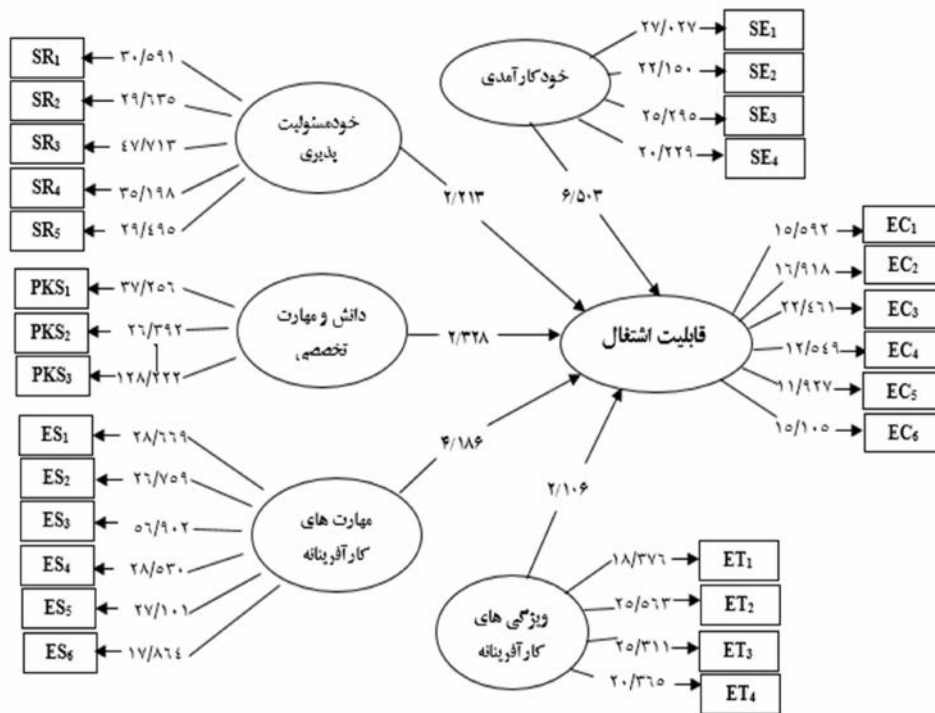 SR₁
۳۰/۵۹۱
SR₂
۲۹/۶۳۵
SR₃
۴۷/۷۱۳
SR₄
۳۵/۱۹۸
SR₅
۲۹/۴۹۵
خودمسئولیت
پذیری
۲/۲۱۳
خودکارآمدی
۲۷/۰۲۷
SE₁
۲۲/۱۵۰
SE₂
۲۵/۲۹۵
SE₃
۲۰/۲۲۹
SE₄
۶/۵۰۳
PKS₁
۳۷/۲۵۶
PKS₂
۲۶/۳۹۲
PKS₃
۱۲۸/۲۲۲
دانش و مهارت
تخصصی
۲/۳۲۸
قابلیت اشتغال
۱۵/۵۹۲
EC₁
۱۶/۹۱۸
EC₂
۲۲/۴۶۱
EC₃
۱۲/۵۴۹
EC₄
۱۱/۹۲۷
EC₅
۱۵/۱۰۵
EC₆
ES₁
۲۸/۶۶۹
ES₂
۲۶/۷۵۹
ES₃
۵۶/۹۰۲
ES₄
۲۸/۵۳۰
ES₅
۲۷/۱۰۱
ES₆
۱۷/۸۶۴
مهارت های
کارآفرینانه
۴/۱۸۶
۲/۱۰۶
ویژگی های
کارآفرینانه
۱۸/۳۷۶
ET₁
۲۵/۵۶۳
ET₂
۲۵/۳۱۱
ET₃
۲۰/۳۶۵
ET₄